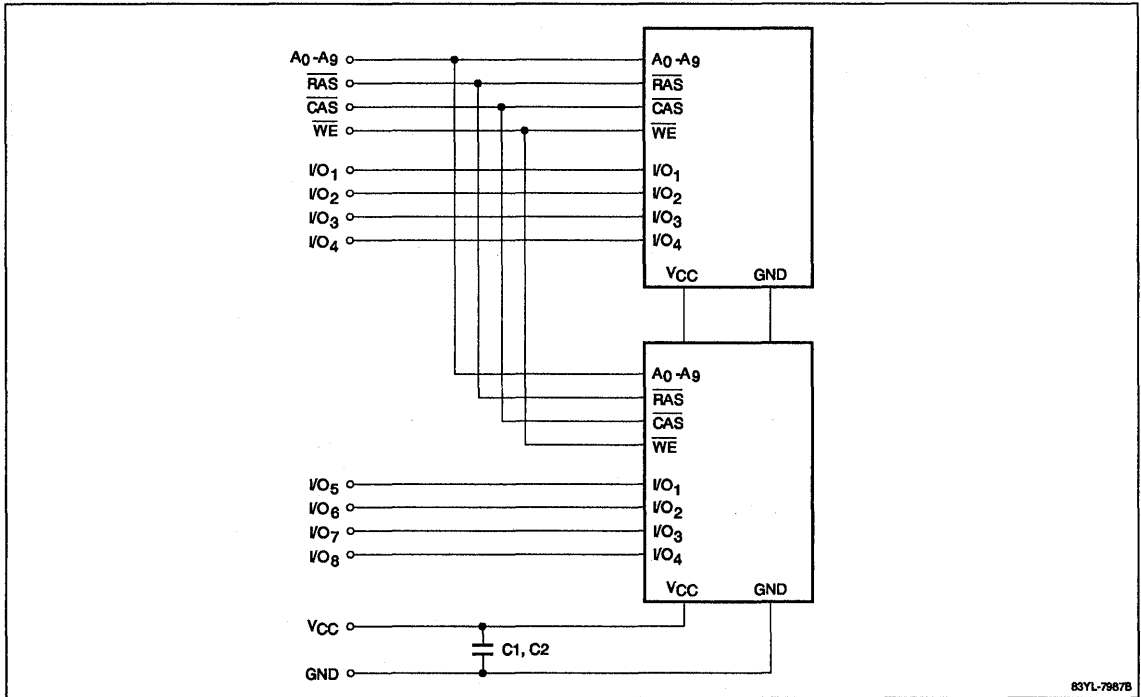 A0-A9 A0-A9
RAS RAS
CAS CAS
WE WE
I/O1 I/O1
I/O2 I/O2
I/O3 I/O3
I/O4 I/O4
VCC GND
A0-A9
RAS
CAS
WE
I/O5 I/O1
I/O6 I/O2
I/O7 I/O3
I/O8 I/O4
VCC GND
VCC
C1, C2
GND
83YL-7987B